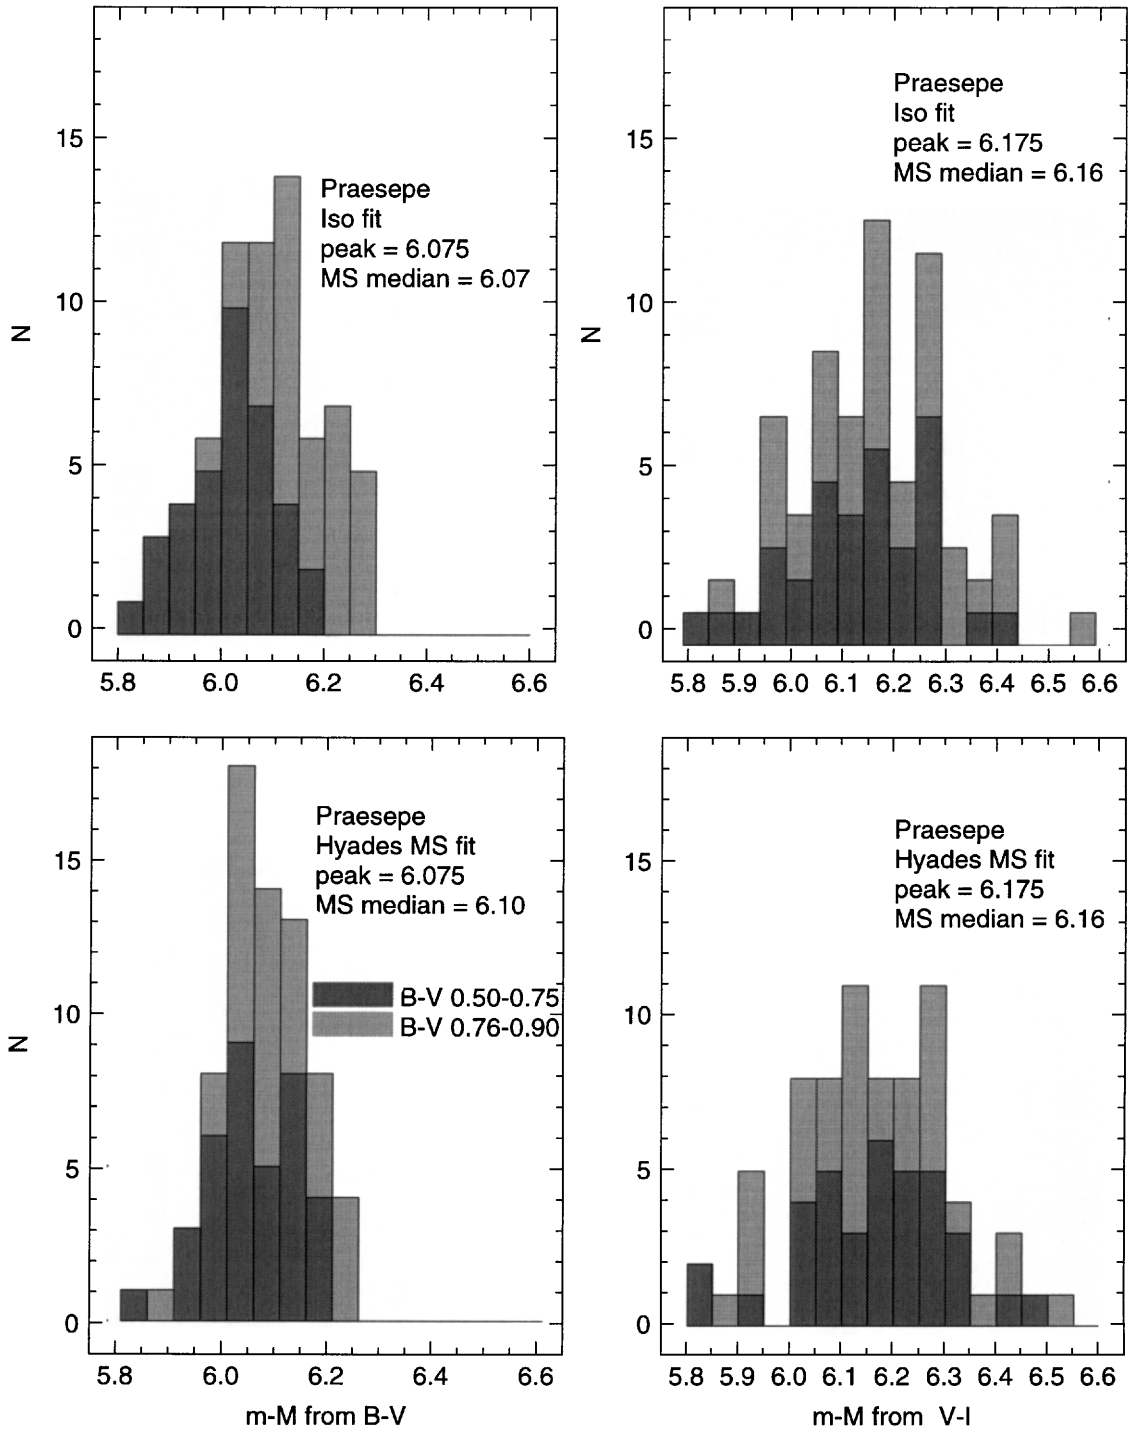 Praesepe
Iso fit
peak = 6.075
MS median = 6.07
N
15
10
5
0
5.8 6.0 6.2 6.4 6.6
Praesepe
Iso fit
peak = 6.175
MS median = 6.16
N
15
10
5
0
5.8 5.9 6.0 6.1 6.2 6.3 6.4 6.5 6.6
Praesepe
Hyades MS fit
peak = 6.075
MS median = 6.10
B-V 0.50-0.75
B-V 0.76-0.90
N
15
10
5
0
5.8 6.0 6.2 6.4 6.6
m-M from B-V
Praesepe
Hyades MS fit
peak = 6.175
MS median = 6.16
15
10
5
0
5.8 5.9 6.0 6.1 6.2 6.3 6.4 6.5 6.6
m-M from V-I